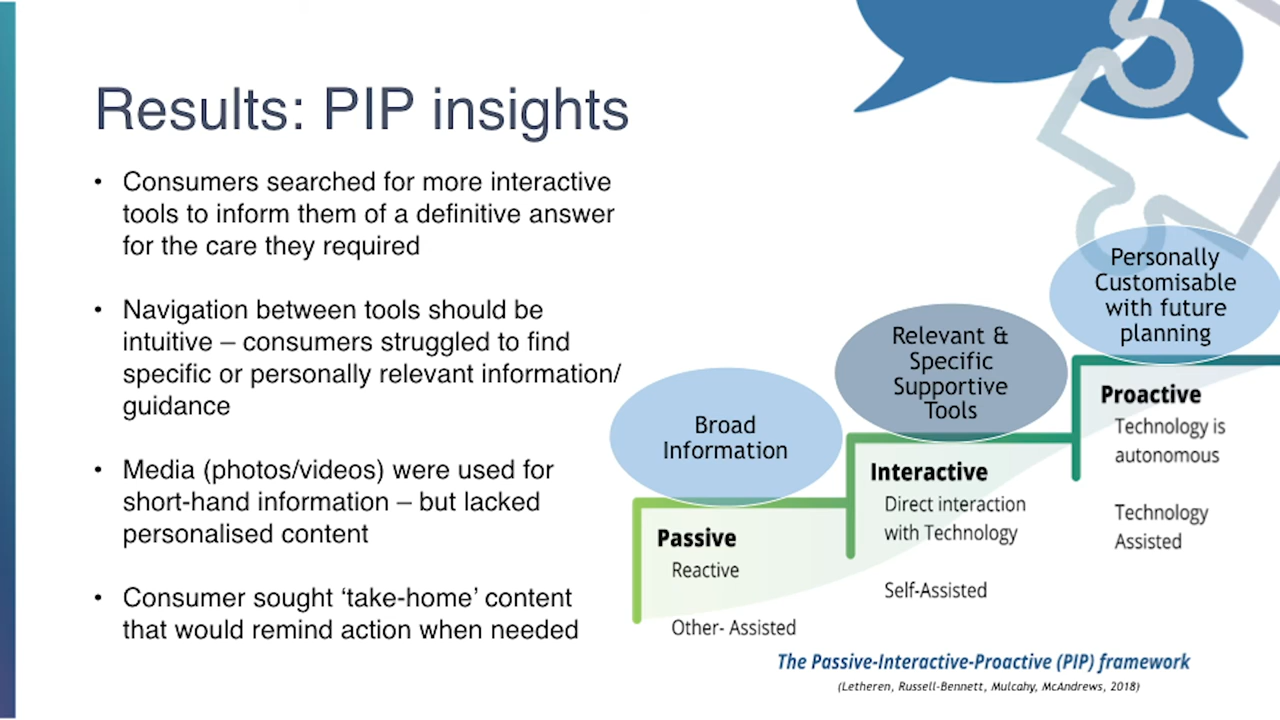 Results: PIP insights
• Consumers searched for more interactive
tools to inform them of a definitive answer
for the care they required
• Navigation between tools should be
intuitive – consumers struggled to find
specific or personally relevant information/
guidance
• Media (photos/videos) were used for
short-hand information – but lacked
personalised content
• Consumer sought ‘take-home’ content
that would remind action when needed
Broad
Information
Passive
Reactive
Other- Assisted
Relevant &
Specific
Supportive
Tools
Interactive
Direct interaction
with Technology
Self-Assisted
Personally
Customisable
with future
planning
Proactive
Technology is
autonomous
Technology
Assisted
The Passive-Interactive-Proactive (PIP) framework
(Letheren, Russell-Bennett, Mulcahy, McAndrews, 2018)